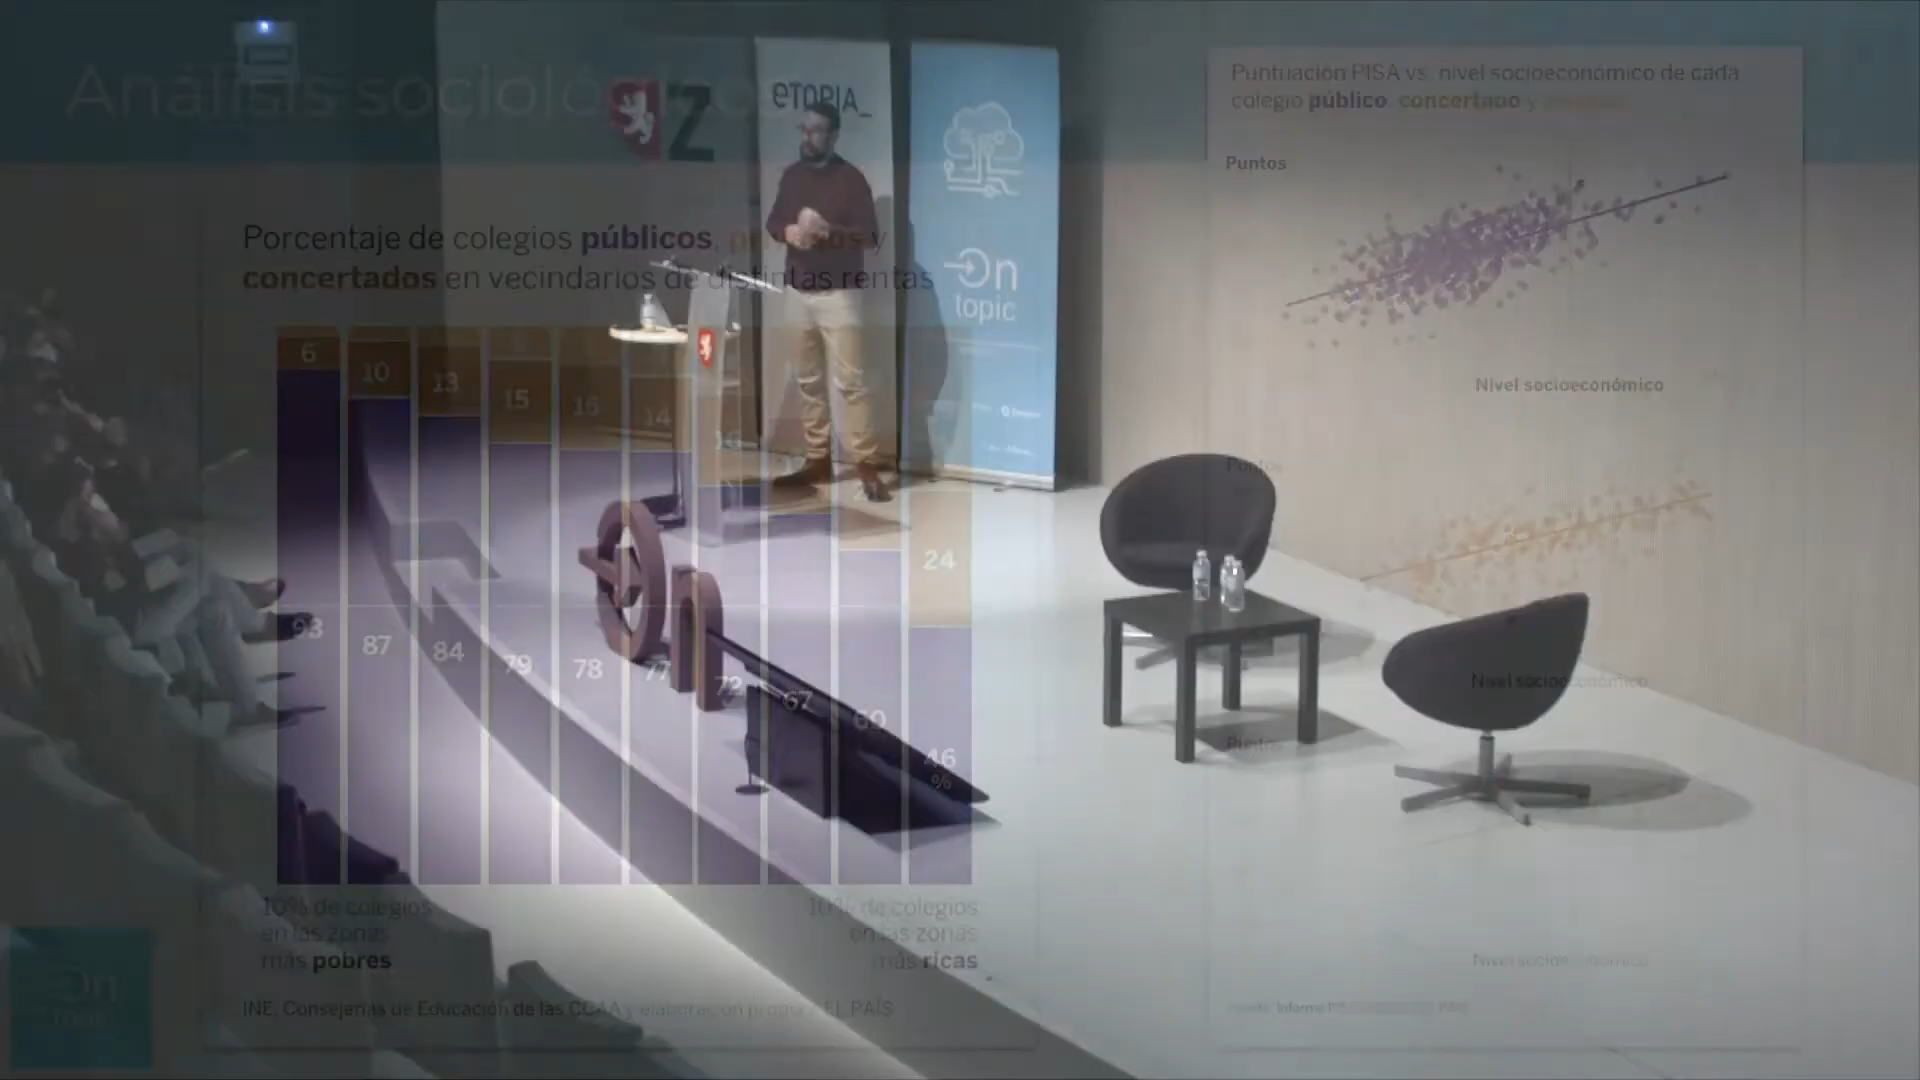 Análisis sociológico
Z
etopia_
On
topic
Porcentaje de colegios públicos, privados y
concertados en vecindarios de distintas rentas
6
10
13
15
16
14
24
93
87
84
79
78
77
72
67
60
46
%
10% de colegios
en las zonas
más pobres
10% de colegios
en las zonas
más ricas
INE, Consejerías de Educación de las CCAA y elaboración propia. EL PAÍS
Puntuación PISA vs. nivel socioeconómico de cada
colegio público, concertado y
Puntos
Nivel socioeconómico
Puntos
Nivel socioeconómico
Puntos
Nivel socioeconómico
On
topic